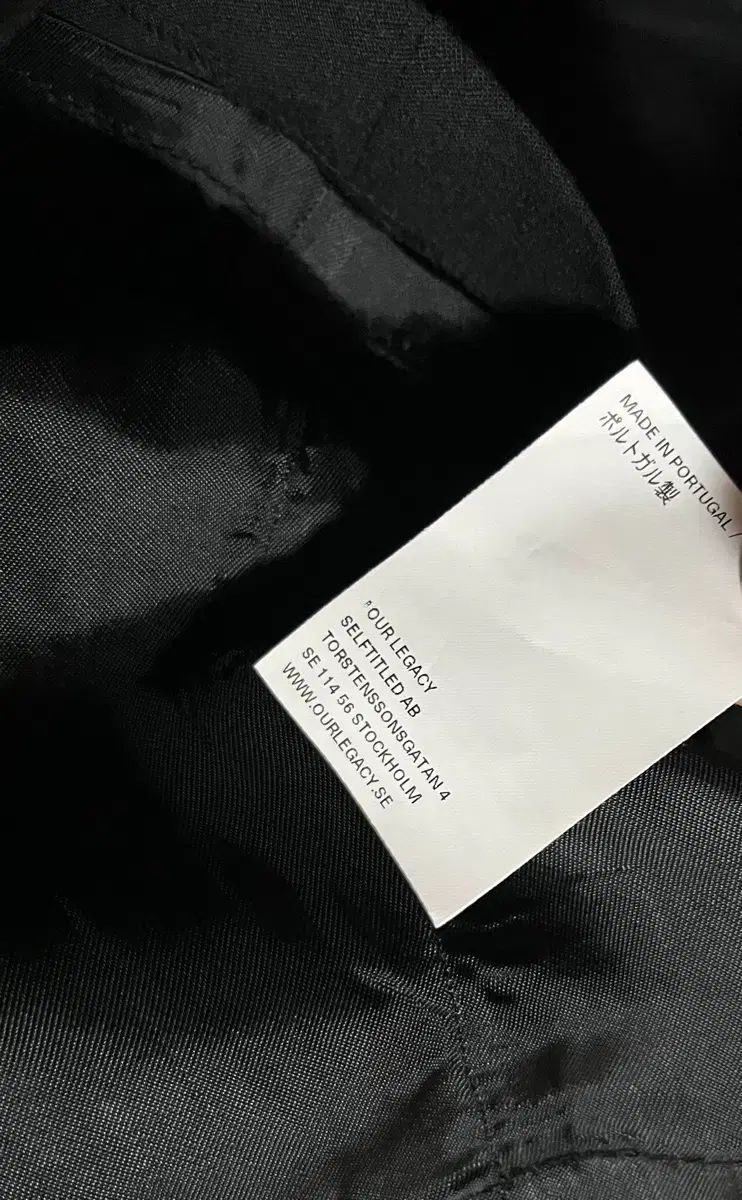 MADE IN PORTUGAL /
ポルトガル製
® OUR LEGACY
SELFTITLED AB
TORSTENSSONSGATAN 4
SE 114 56 STOCKHOLM
WWW.OURLEGACY.SE